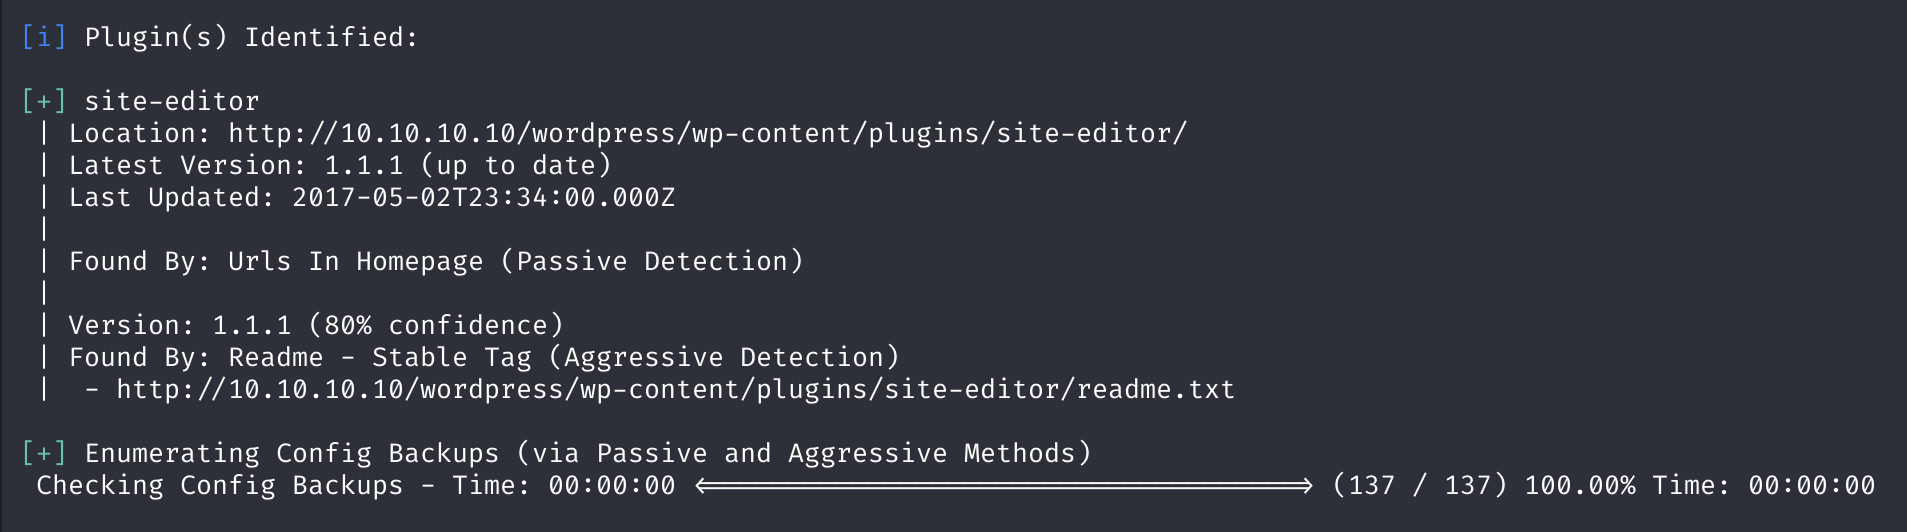 [i] Plugin(s) Identified:
[+] site-editor
| Location: http://10.10.10.10/wordpress/wp-content/plugins/site-editor/
| Latest Version: 1.1.1 (up to date)
| Last Updated: 2017-05-02T23:34:00.000Z
|
| Found By: Urls In Homepage (Passive Detection)
|
| Version: 1.1.1 (80% confidence)
| Found By: Readme - Stable Tag (Aggressive Detection)
|  - http://10.10.10.10/wordpress/wp-content/plugins/site-editor/readme.txt
[+] Enumerating Config Backups (via Passive and Aggressive Methods)
Checking Config Backups - Time: 00:00:00 <======================================> (137 / 137) 100.00% Time: 00:00:00